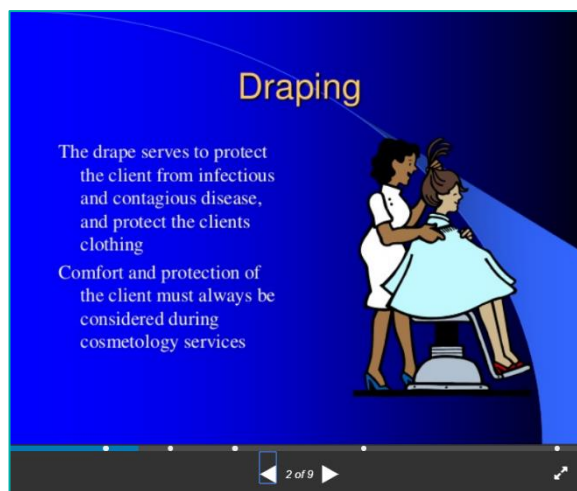 Draping
The drape serves to protect
the client from infectious
and contagious disease,
and protect the clients
clothing
Comfort and protection of
the client must always be
considered during
cosmetology services
2 of 9